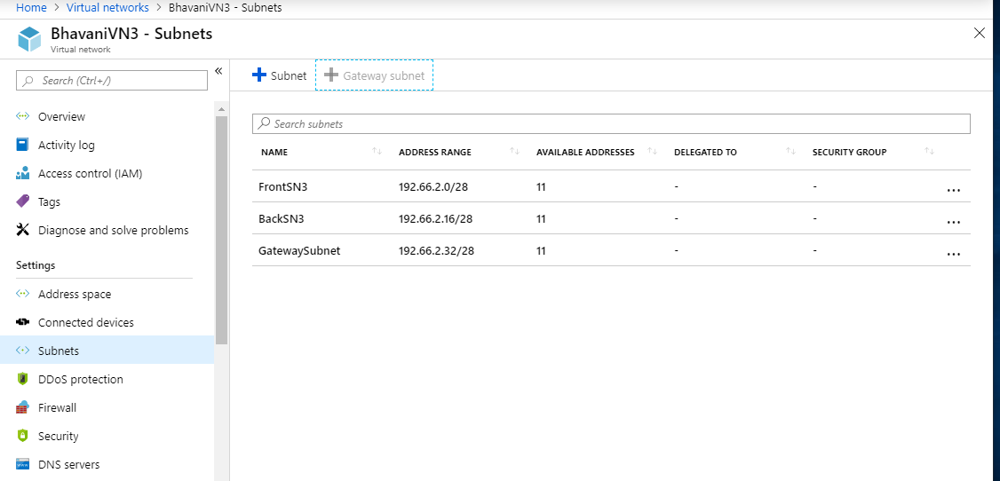 Home > Virtual networks > BhavaniVN3 - Subnets
BhavaniVN3 - Subnets
Virtual network
Search (Ctrl+/)
Overview
Activity log
Access control (IAM)
Tags
Diagnose and solve problems
Settings
Address space
Connected devices
Subnets
DDoS protection
Firewall
Security
DNS servers
+ Subnet + Gateway subnet
Search subnets
NAME ADDRESS RANGE AVAILABLE ADDRESSES DELEGATED TO SECURITY GROUP
FrontSN3 192.66.2.0/28 11 - - ...
BackSN3 192.66.2.16/28 11 - - ...
GatewaySubnet 192.66.2.32/28 11 - - ...